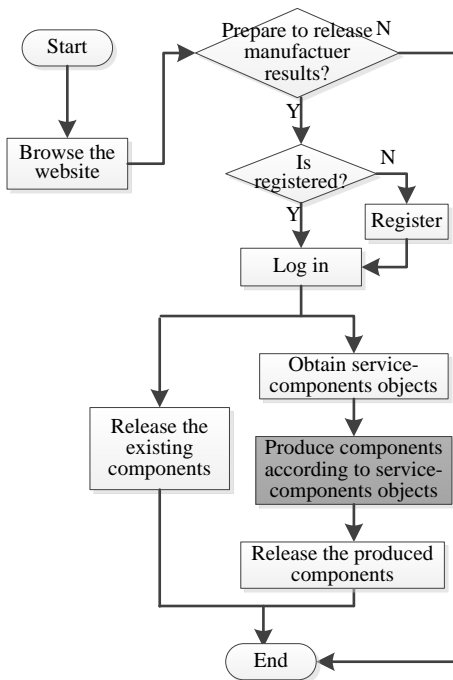 Start
Prepare to release
manufactuer
results?
N
Browse the
website
Y
Is
registered?
N
Y
Register
Log in
Obtain service-
components objects
Release the
existing
components
Produce components
according to service-
components objects
Release the produced
components
End